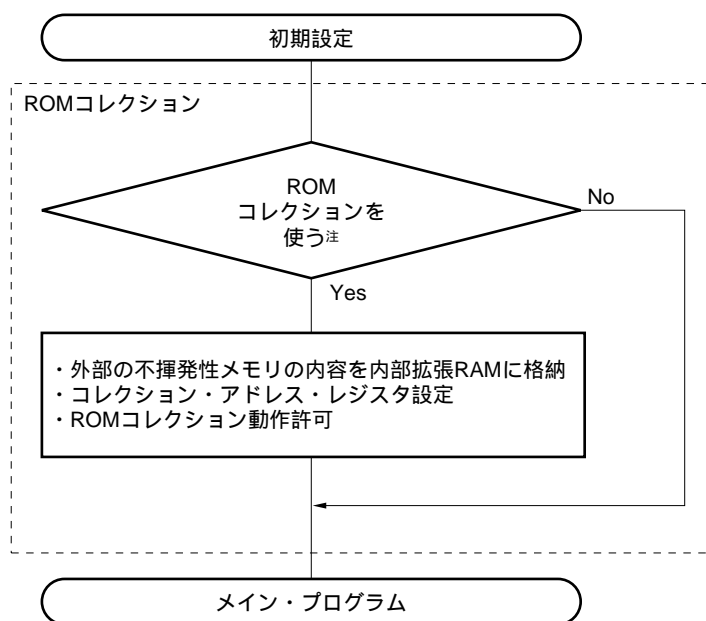 初期設定
ROMコレクション
ROM
コレクションを
使う注
No
Yes
・外部の不揮発性メモリの内容を内部拡張RAMに格納
・コレクション・アドレス・レジスタ設定
・ROMコレクション動作許可
メイン・プログラム